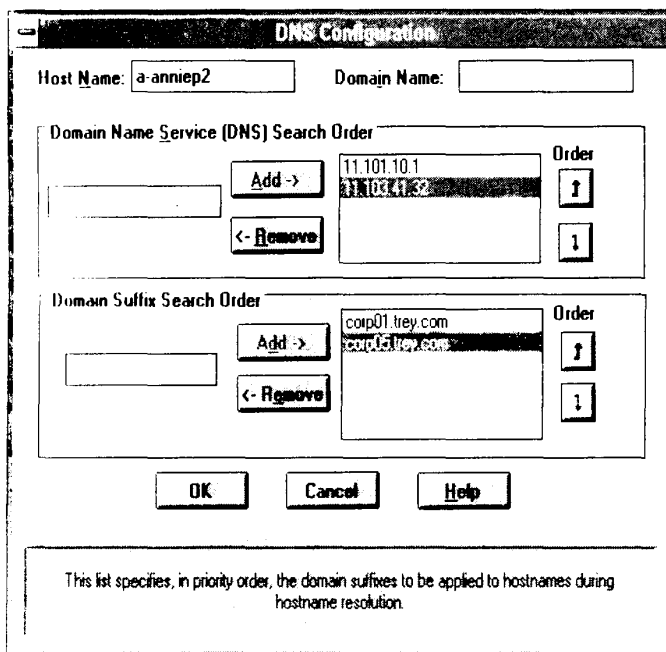 DNS Configuration
Host Name: a-anniep2 Domain Name:
Domain Name Service (DNS) Search Order
Add -> 11.101.10.1 Order
11.103.41.32
<- Remove
Domain Suffix Search Order
Add -> corp01.trey.com Order
corp05.trey.com
<- Remove
OK Cancel Help
This list specifies, in priority order, the domain suffixes to be applied to hostnames during
hostname resolution.